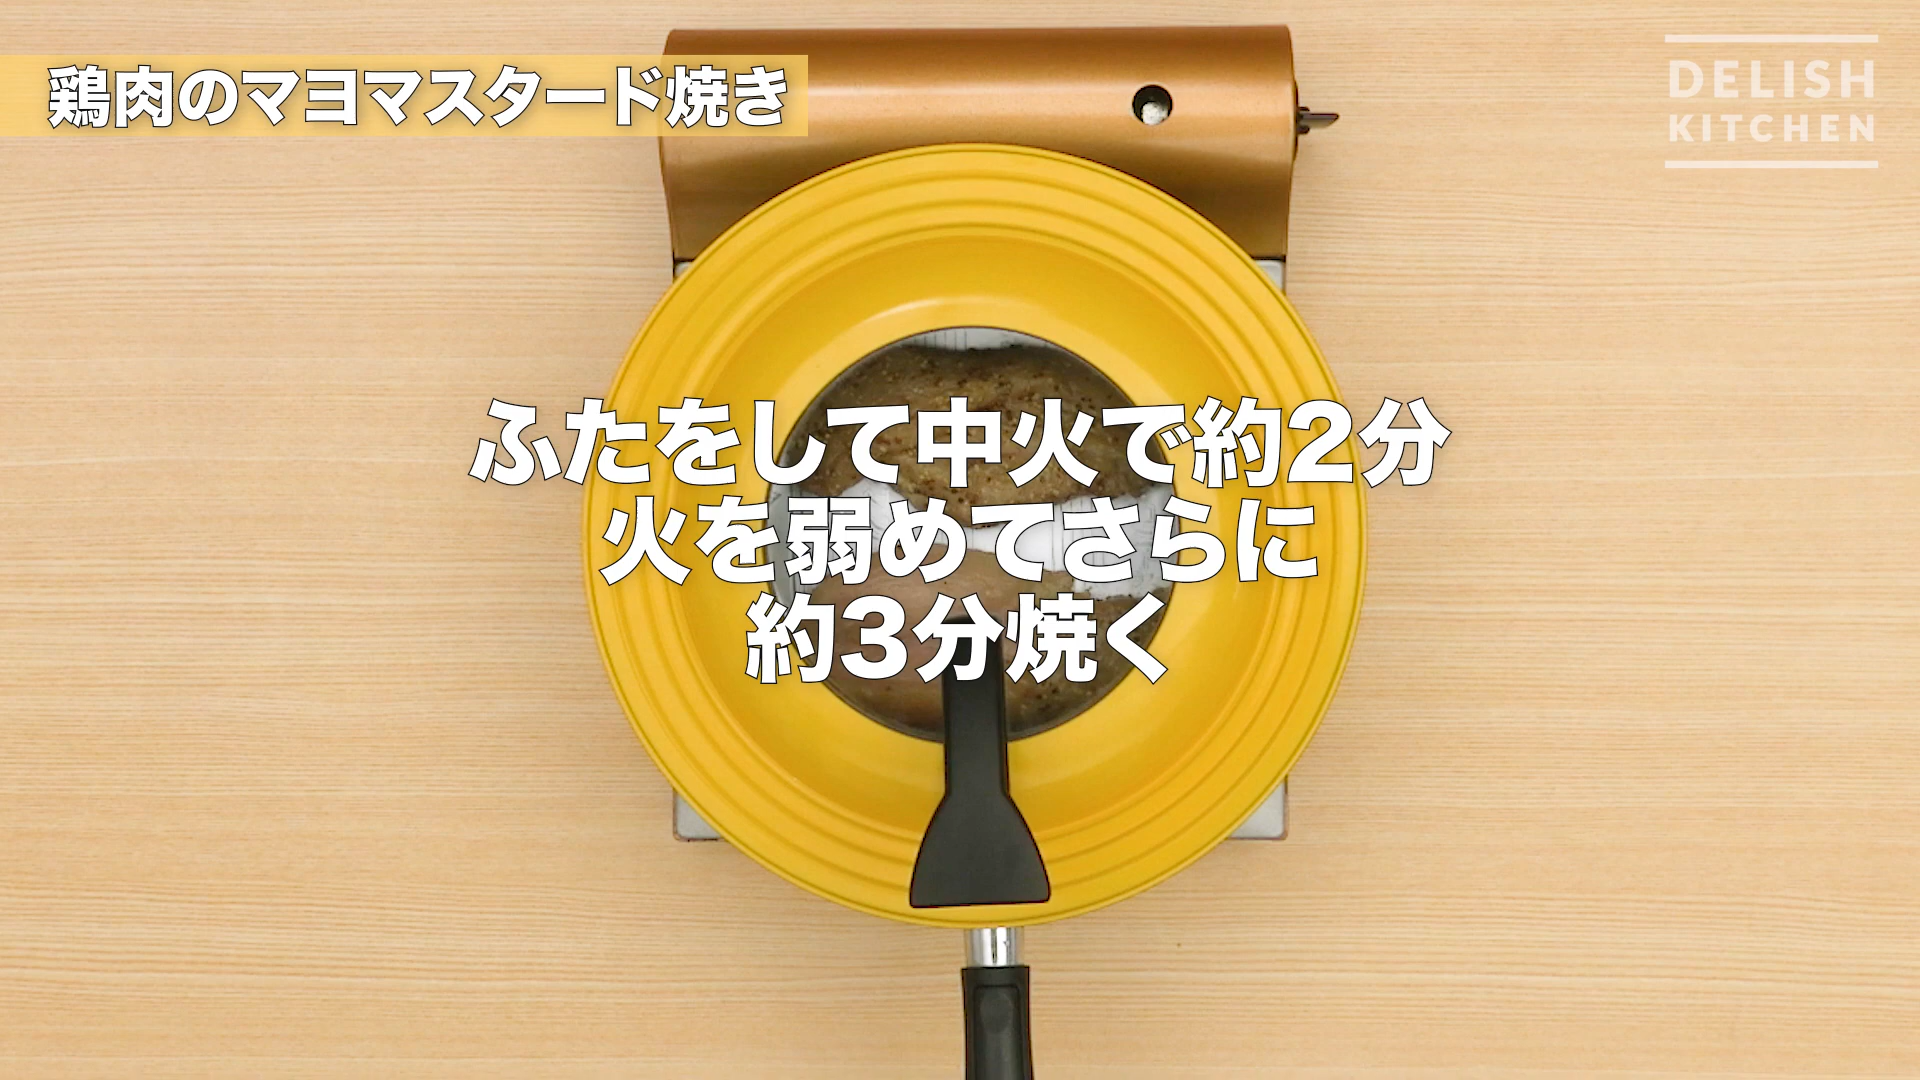 鶏肉のマヨマスタード焼き
DELISH
KITCHEN
ふたをして中火で約2分
火を弱めてさらに
約3分焼く